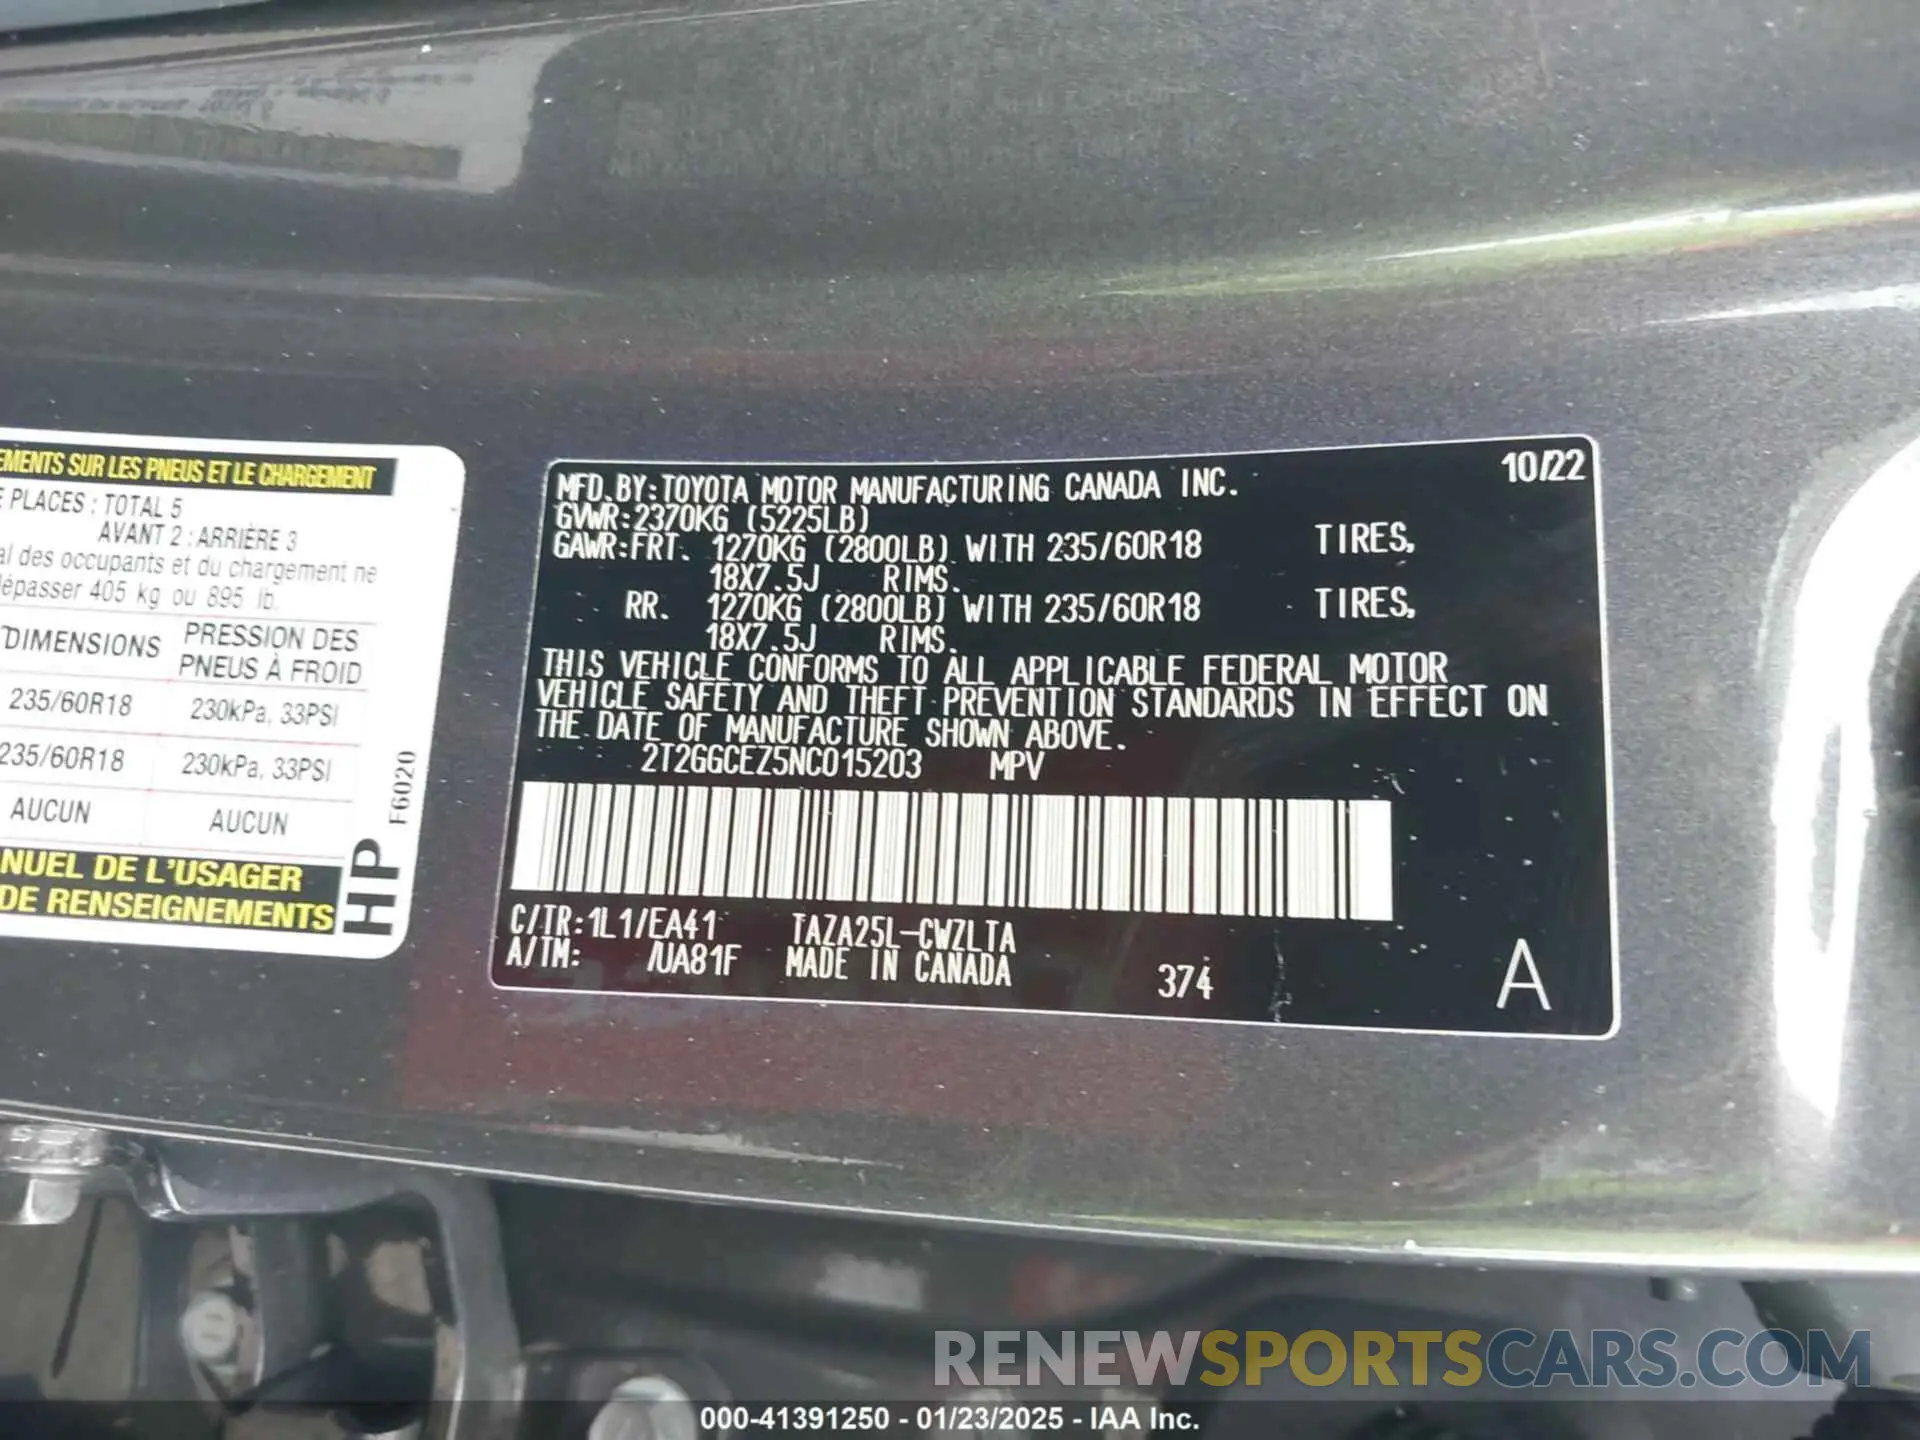 EMENTS SUR LES PNEUS ET LE CHARGEMENT
E PLACES : TOTAL 5
AVANT 2 : ARRIÈRE 3
al des occupants et du chargement ne
épasser 405 kg ou 895 lb.
DIMENSIONS PRESSION DES PNEUS À FROID
235/60R18 230kPa, 33PSI
235/60R18 230kPa, 33PSI
AUCUN AUCUN
NUEL DE L'USAGER
DE RENSEIGNEMENTS
HP F6020
MFD.BY:TOYOTA MOTOR MANUFACTURING CANADA INC. 10/22
GVWR:2370KG (5225LB)
GAWR:FRT. 1270KG (2800LB) WITH 235/60R18 TIRES,
18X7.5J RIMS.
RR. 1270KG (2800LB) WITH 235/60R18 TIRES,
18X7.5J RIMS.
THIS VEHICLE CONFORMS TO ALL APPLICABLE FEDERAL MOTOR
VEHICLE SAFETY AND THEFT PREVENTION STANDARDS IN EFFECT ON
THE DATE OF MANUFACTURE SHOWN ABOVE.
2T2GGCEZ5NC015203 MPV
C/TR:1L1/EA41 TAZA25L-CWZLTA
A/TM: /UA81F MADE IN CANADA 374 A
RENEWSPORTSCARS.COM
000-41391250 - 01/23/2025 - IAA Inc.